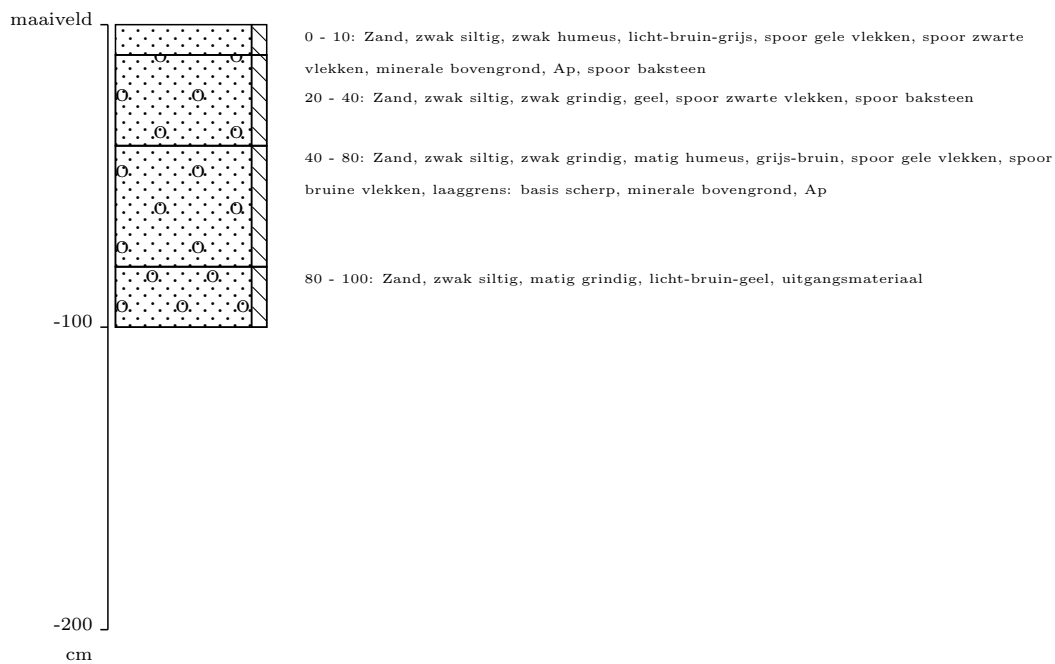 maaiveld
0 - 10: Zand, zwak siltig, zwak humeus, licht-bruin-grijs, spoor gele vlekken, spoor zwarte
vlekken, minerale bovengrond, Ap, spoor baksteen
20 - 40: Zand, zwak siltig, zwak grindig, geel, spoor zwarte vlekken, spoor baksteen
40 - 80: Zand, zwak siltig, zwak grindig, matig humeus, grijs-bruin, spoor gele vlekken, spoor
bruine vlekken, laaggrens: basis scherp, minerale bovengrond, Ap
80 - 100: Zand, zwak siltig, matig grindig, licht-bruin-geel, uitgangsmateriaal
-100
-200
cm